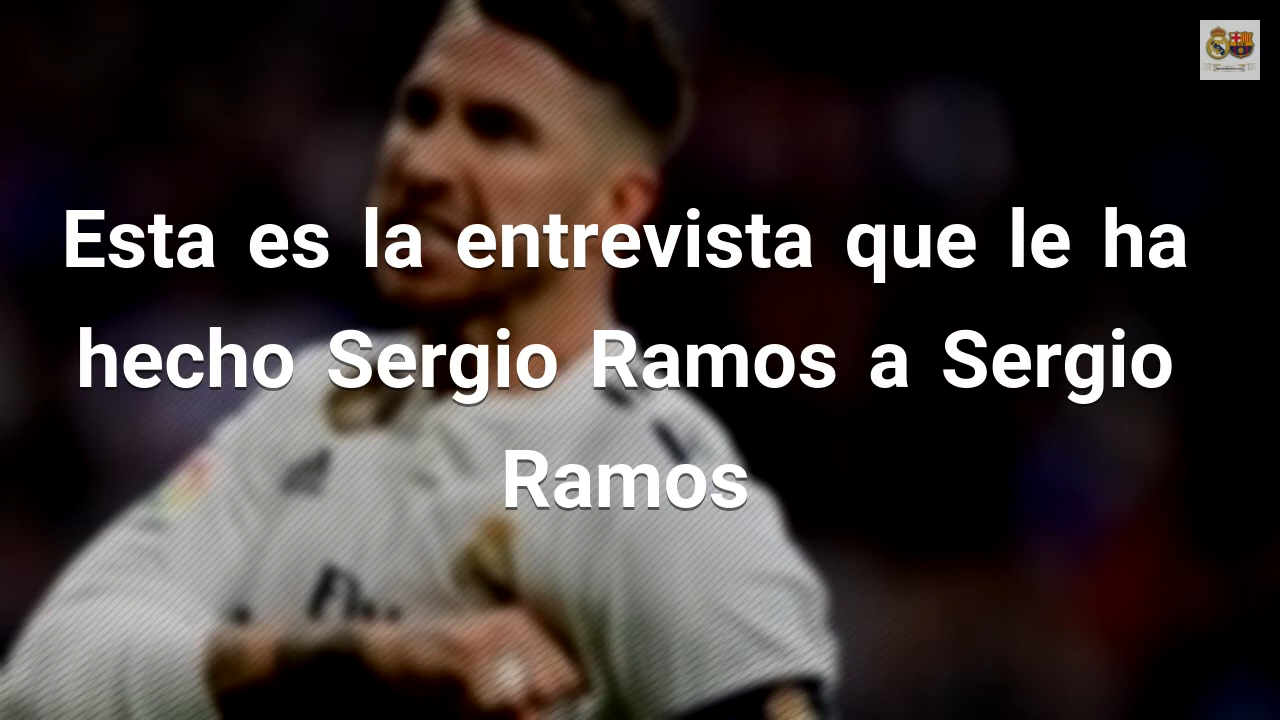 Esta es la entrevista que le ha
hecho Sergio Ramos a Sergio
Ramos